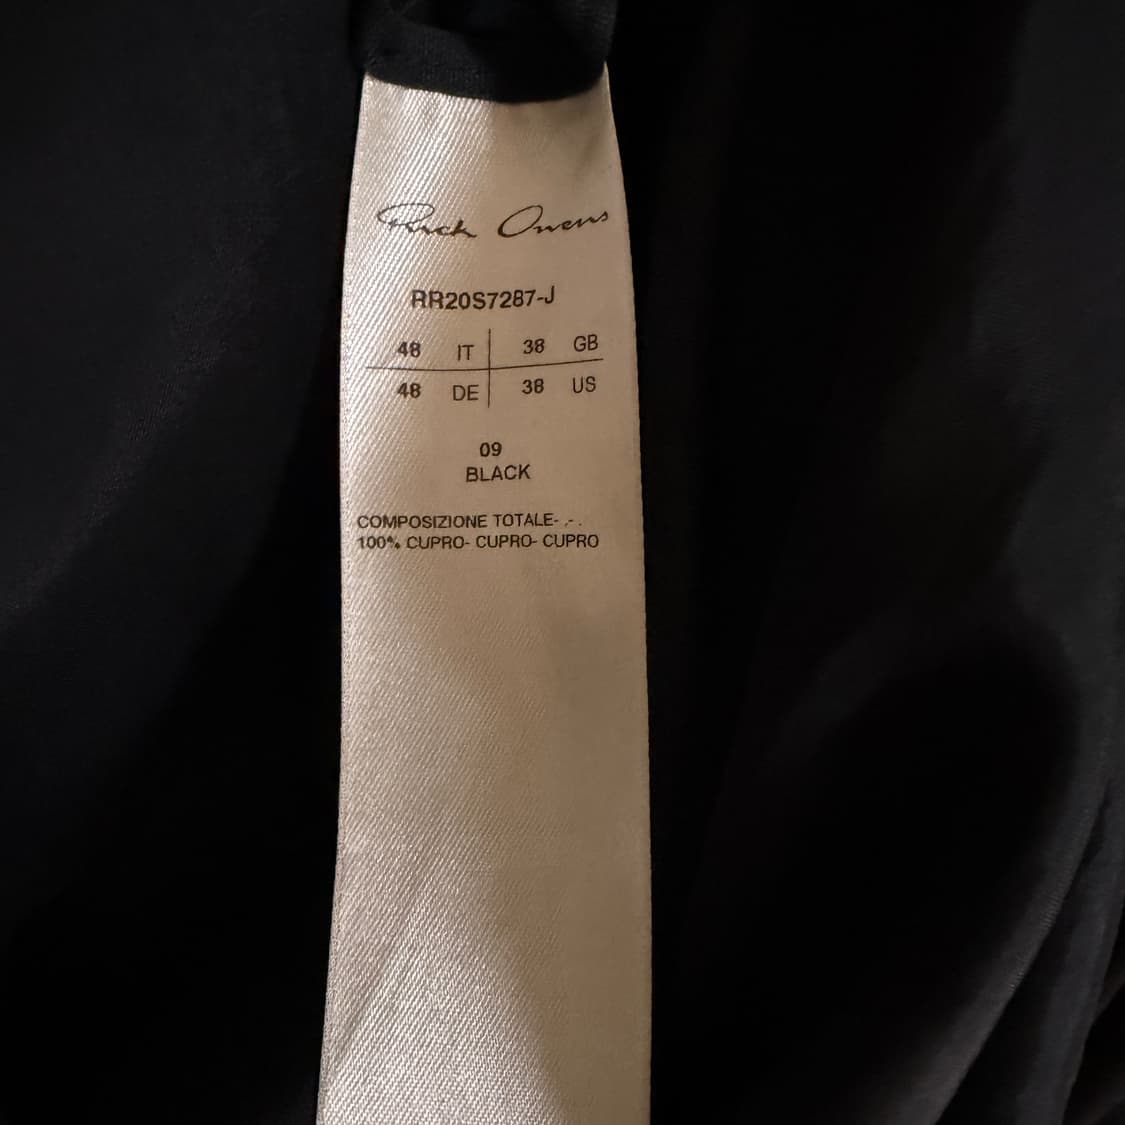 Rick Owens
RR20S7287-J
48 IT 38 GB
48 DE 38 US
09
BLACK
COMPOSIZIONE TOTALE- .- .
100% CUPRO- CUPRO- CUPRO